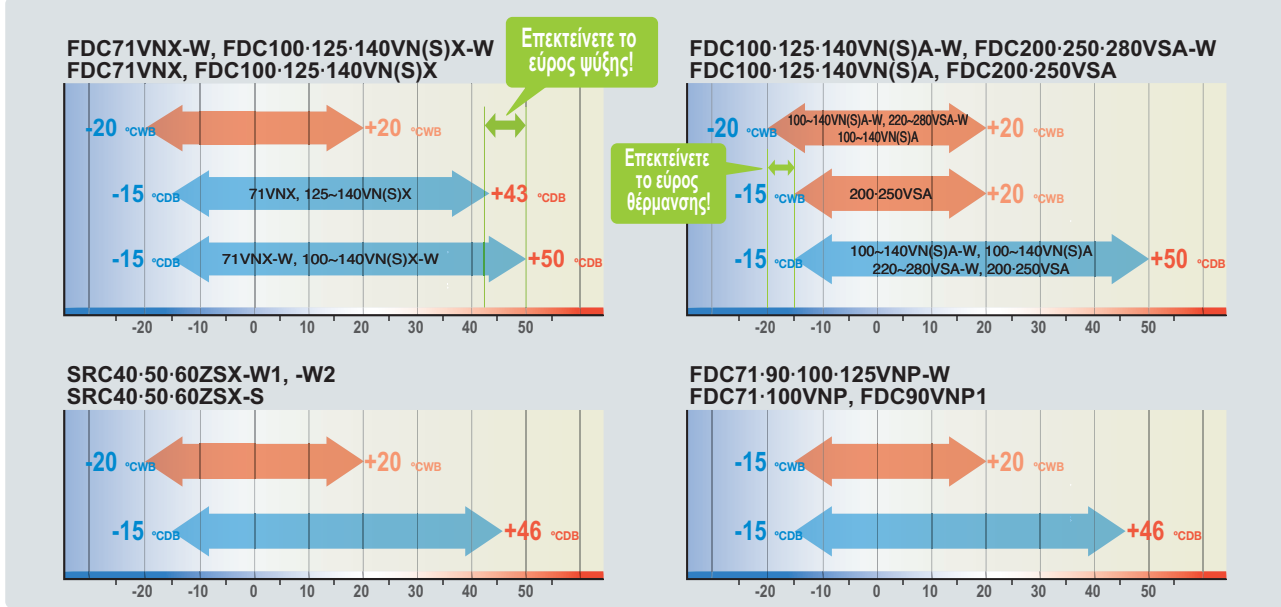 FDC71VNX-W, FDC100·125·140VN(S)X-W
FDC71VNX, FDC100·125·140VN(S)X
Επεκτείνετε το
εύρος ψύξης!
-20 °CWB +20 °CWB
-15 °CDB 71VNX, 125~140VN(S)X +43 °CDB
-15 °CDB 71VNX-W, 100~140VN(S)X-W +50 °CDB
-20 -10 0 10 20 30 40 50
FDC100·125·140VN(S)A-W, FDC200·250·280VSA-W
FDC100·125·140VN(S)A, FDC200·250VSA
Επεκτείνετε
το εύρος
θέρμανσης!
-20 °CWB 100~140VN(S)A-W, 220~280VSA-W +20 °CWB
100~140VN(S)A
-15 °CWB 200·250VSA +20 °CWB
-15 °CDB 100~140VN(S)A-W, 100~140VN(S)A +50 °CDB
220~280VSA-W, 200·250VSA
-20 -10 0 10 20 30 40 50
SRC40·50·60ZSX-W1, -W2
SRC40·50·60ZSX-S
-20 °CWB +20 °CWB
-15 °CDB +46 °CDB
-20 -10 0 10 20 30 40 50
FDC71·90·100·125VNP-W
FDC71·100VNP, FDC90VNP1
-15 °CWB +20 °CWB
-15 °CDB +46 °CDB
-20 -10 0 10 20 30 40 50